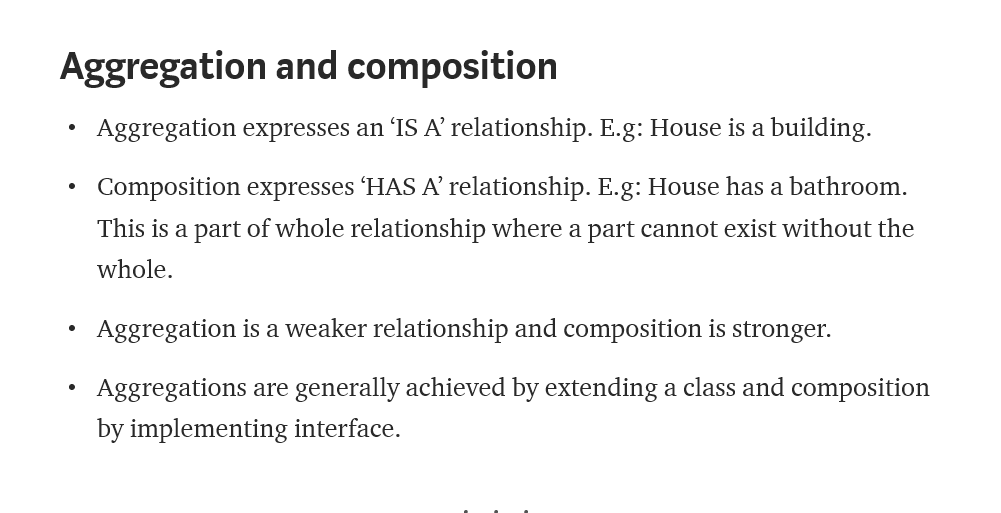 Aggregation and composition
• Aggregation expresses an ‘IS A’ relationship. E.g: House is a building.
• Composition expresses ‘HAS A’ relationship. E.g: House has a bathroom.
This is a part of whole relationship where a part cannot exist without the
whole.
• Aggregation is a weaker relationship and composition is stronger.
• Aggregations are generally achieved by extending a class and composition
by implementing interface.